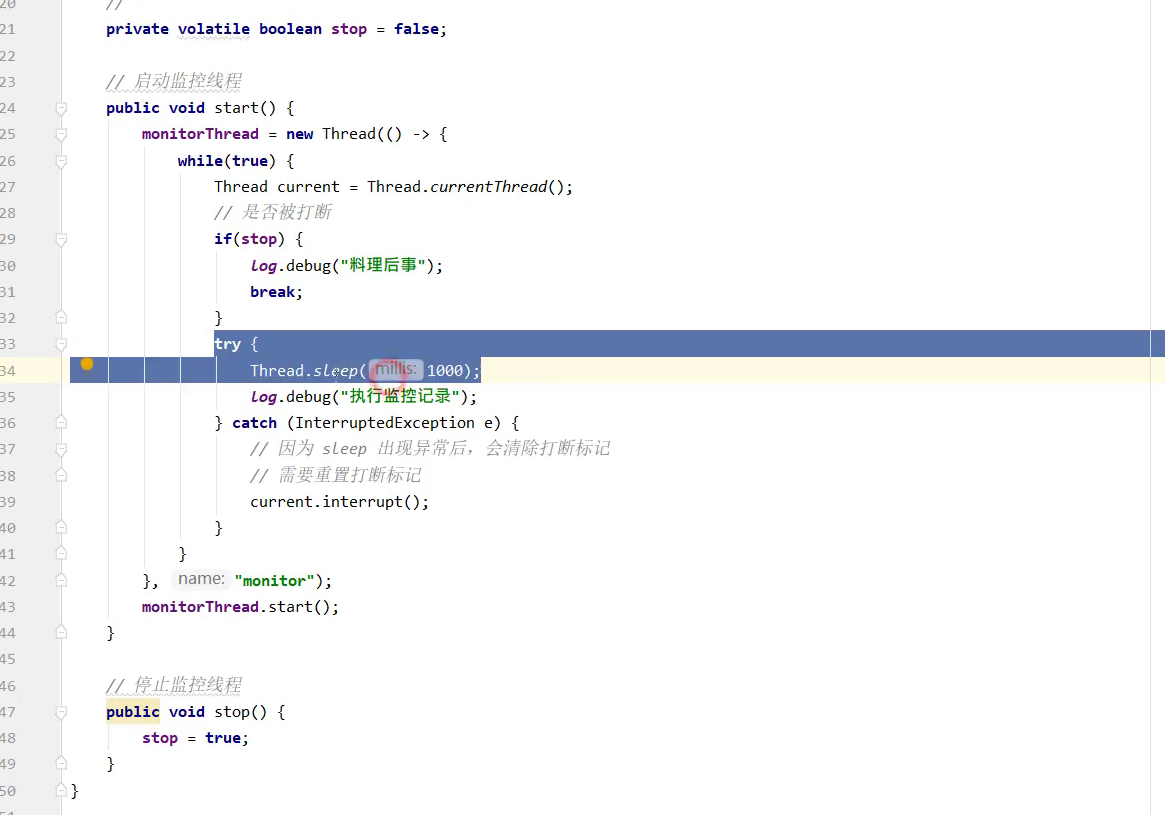 20 //
21 private volatile boolean stop = false;
22
23 // 启动监控线程
24 public void start() {
25 monitorThread = new Thread(() -> {
26 while(true) {
27 Thread current = Thread.currentThread();
28 // 是否被打断
29 if(stop) {
30 log.debug("料理后事");
31 break;
32 }
33 try {
34 Thread.sleep( millis: 1000);
35 log.debug("执行监控记录");
36 } catch (InterruptedException e) {
37 // 因为 sleep 出现异常后，会清除打断标记
38 // 需要重置打断标记
39 current.interrupt();
40 }
41 }
42 }, name: "monitor");
43 monitorThread.start();
44 }
45
46 // 停止监控线程
47 public void stop() {
48 stop = true;
49 }
50 }